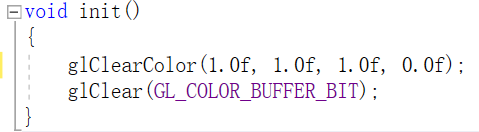 void init()
{
glClearColor(1.0f, 1.0f, 1.0f, 0.0f);
glClear(GL_COLOR_BUFFER_BIT);
}